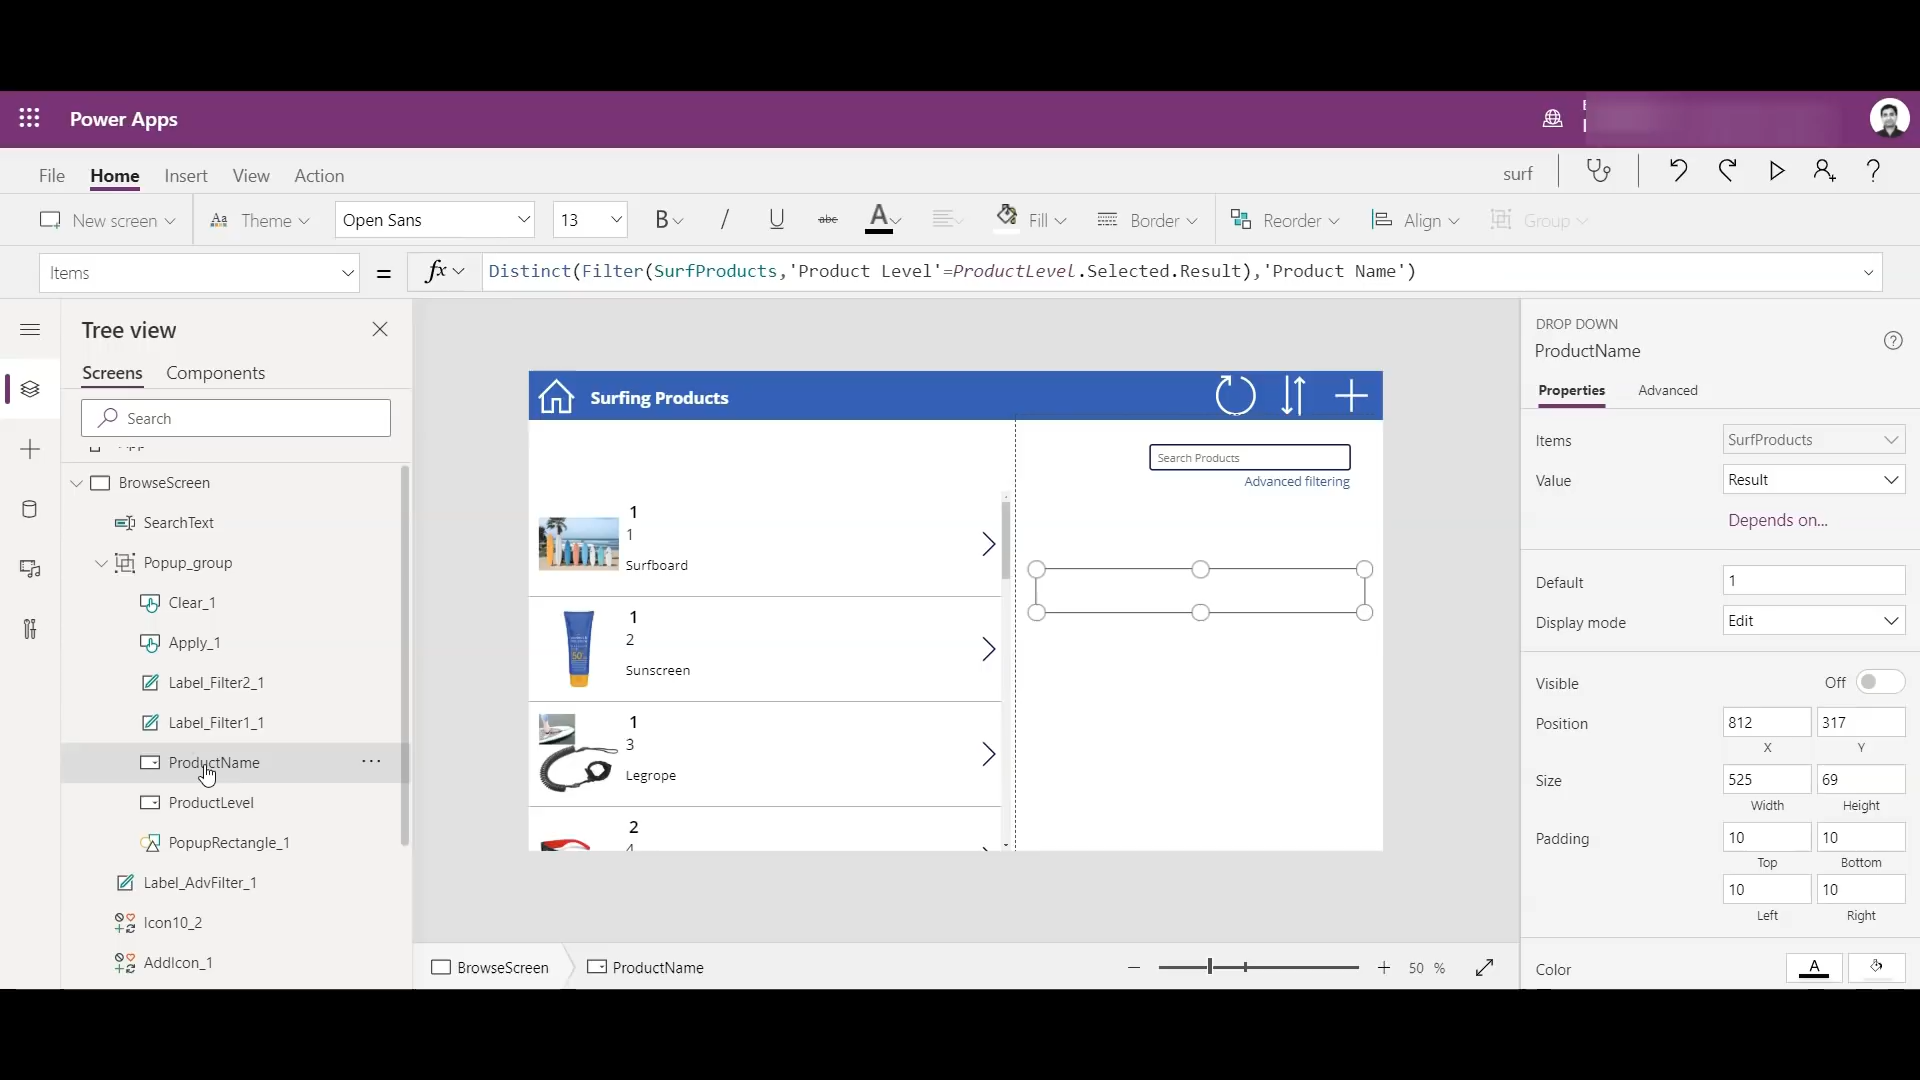 Power Apps
File Home Insert View Action surf
New screen Theme Open Sans 13 B / U abc A Fill Border Reorder Align Group
Items = fx Distinct(Filter(SurfProducts,'Product Level'=ProductLevel.Selected.Result),'Product Name')
Tree view
Screens Components
Search
BrowseScreen
SearchText
Popup_group
Clear_1
Apply_1
Label_Filter2_1
Label_Filter1_1
ProductName ...
ProductLevel
PopupRectangle_1
Label_AdvFilter_1
Icon10_2
AddIcon_1
Surfing Products
Search Products
Advanced filtering
1
1
Surfboard
1
2
Sunscreen
1
3
Legrope
2
4
BrowseScreen ProductName
50 %
DROP DOWN
ProductName
Properties Advanced
Items SurfProducts
Value Result
Depends on...
Default 1
Display mode Edit
Visible Off
Position 812 317
X Y
Size 525 69
Width Height
Padding 10 10
Top Bottom
10 10
Left Right
Color A